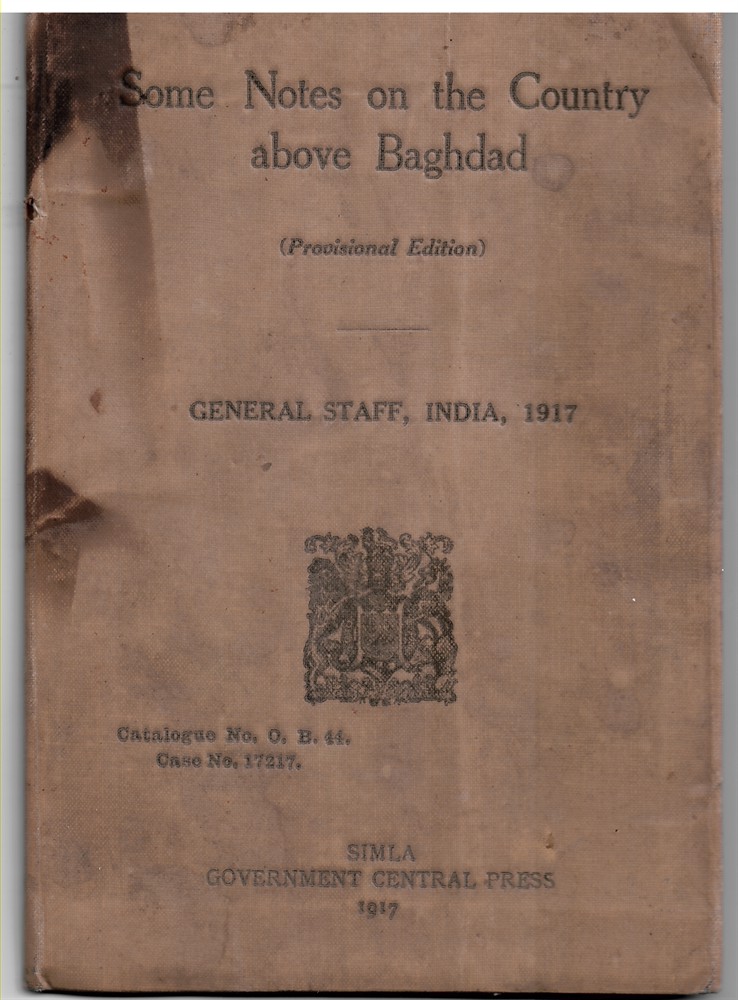 Some Notes on the Country
above Baghdad
(Provisional Edition)
GENERAL STAFF, INDIA, 1917
Catalogue No. O. B. 44.
Case No. 17217.
SIMLA
GOVERNMENT CENTRAL PRESS
1917